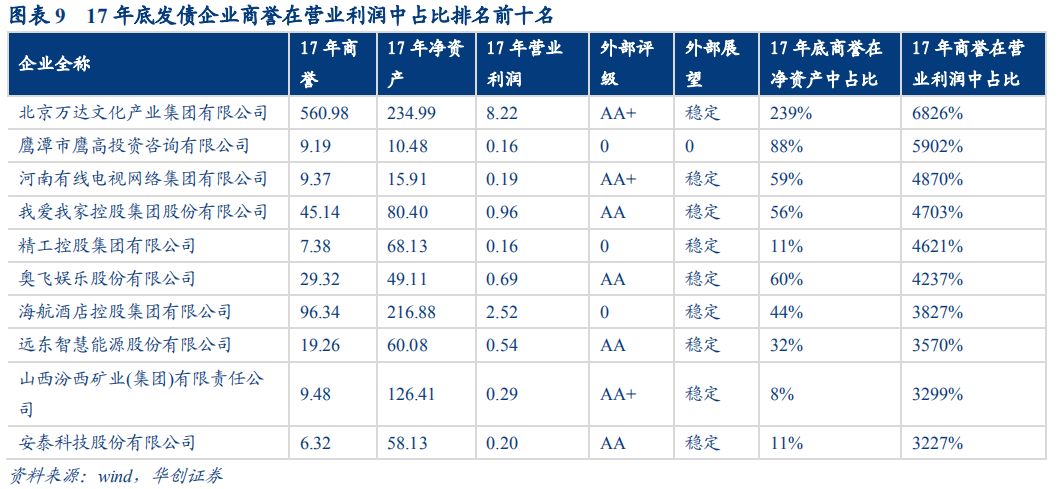 图表 9 17 年底发债企业商誉在营业利润中占比排名前十名
企业全称 17 年商誉 17 年净资产 17 年营业利润 外部评级 外部展望 17 年底商誉在净资产中占比 17 年商誉在营业利润中占比
北京万达文化产业集团有限公司 560.98 234.99 8.22 AA+ 稳定 239% 6826%
鹰潭市鹰高投资咨询有限公司 9.19 10.48 0.16 0 0 88% 5902%
河南有线电视网络集团有限公司 9.37 15.91 0.19 AA+ 稳定 59% 4870%
我爱我家控股集团股份有限公司 45.14 80.40 0.96 AA 稳定 56% 4703%
精工控股集团有限公司 7.38 68.13 0.16 0 稳定 11% 4621%
奥飞娱乐股份有限公司 29.32 49.11 0.69 AA 稳定 60% 4237%
海航酒店控股集团有限公司 96.34 216.88 2.52 0 稳定 44% 3827%
远东智慧能源股份有限公司 19.26 60.08 0.54 AA 稳定 32% 3570%
山西汾西矿业(集团)有限责任公司 9.48 126.41 0.29 AA+ 稳定 8% 3299%
安泰科技股份有限公司 6.32 58.13 0.20 AA 稳定 11% 3227%
资料来源：wind，华创证券